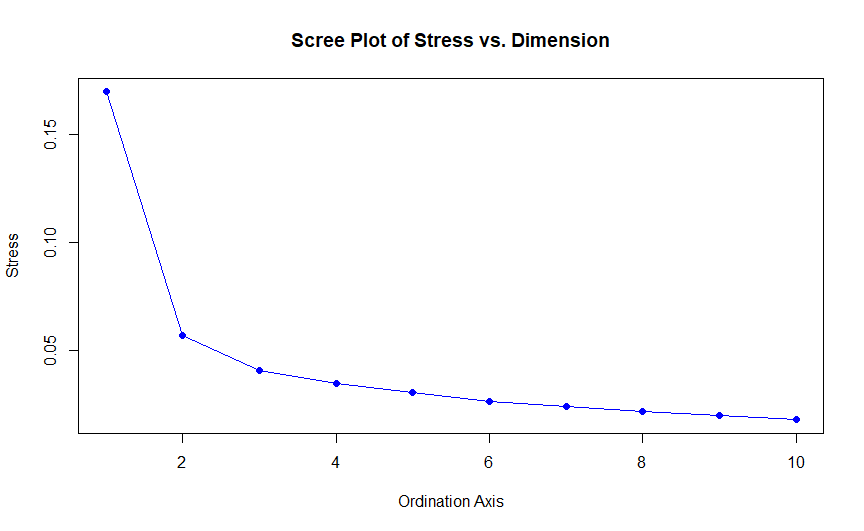 Scree Plot of Stress vs. Dimension
Stress
0.15
0.10
0.05
2 4 6 8 10
Ordination Axis